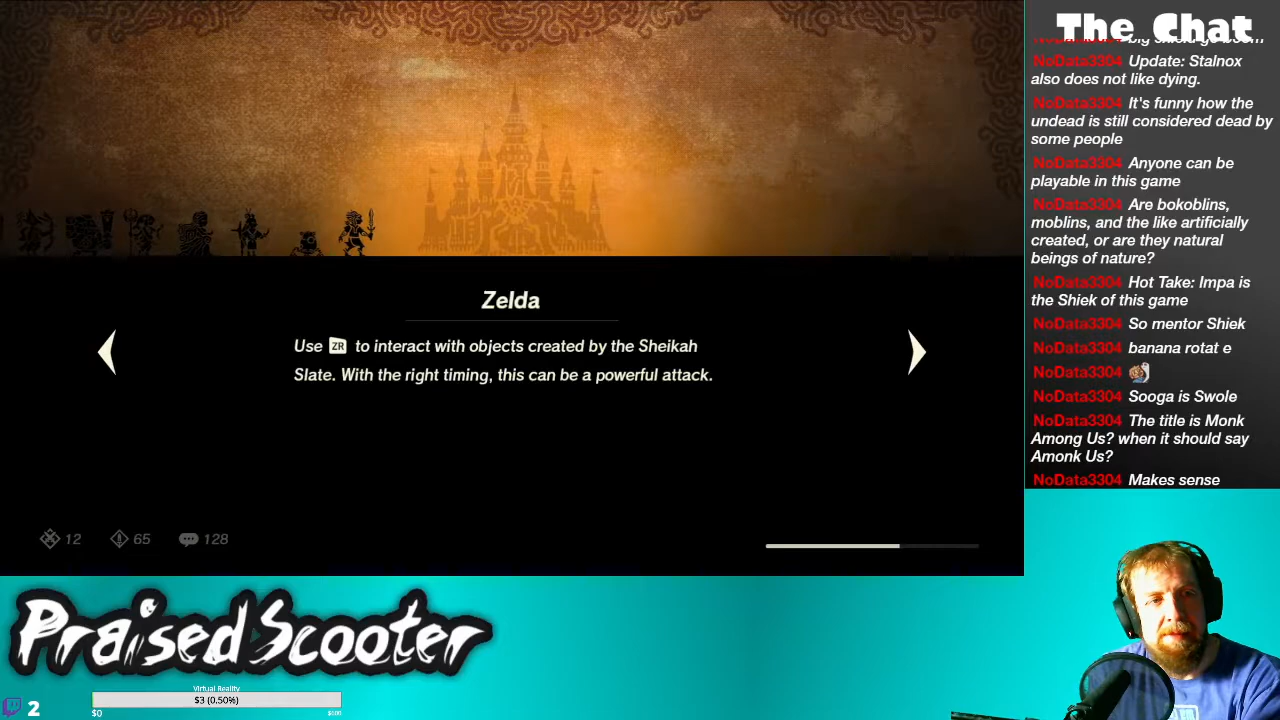 The Chat
NoData3304 Update: Stalnox
also does not like dying.
NoData3304 It's funny how the
undead is still considered dead by
some people
NoData3304 Anyone can be
playable in this game
NoData3304 Are bokoblins,
moblins, and the like artificially
created, or are they natural
beings of nature?
NoData3304 Hot Take: Impa is
the Shiek of this game
NoData3304 So mentor Shiek
NoData3304 banana rotat e
NoData3304
NoData3304 Sooga is Swole
NoData3304 The title is Monk
Among Us? when it should say
Amonk Us?
NoData3304 Makes sense
Zelda
Use ZR to interact with objects created by the Sheikah
Slate. With the right timing, this can be a powerful attack.
12 65 128
PraisedScooter
2
Virtual Reality
$3 (0.50%)
$0